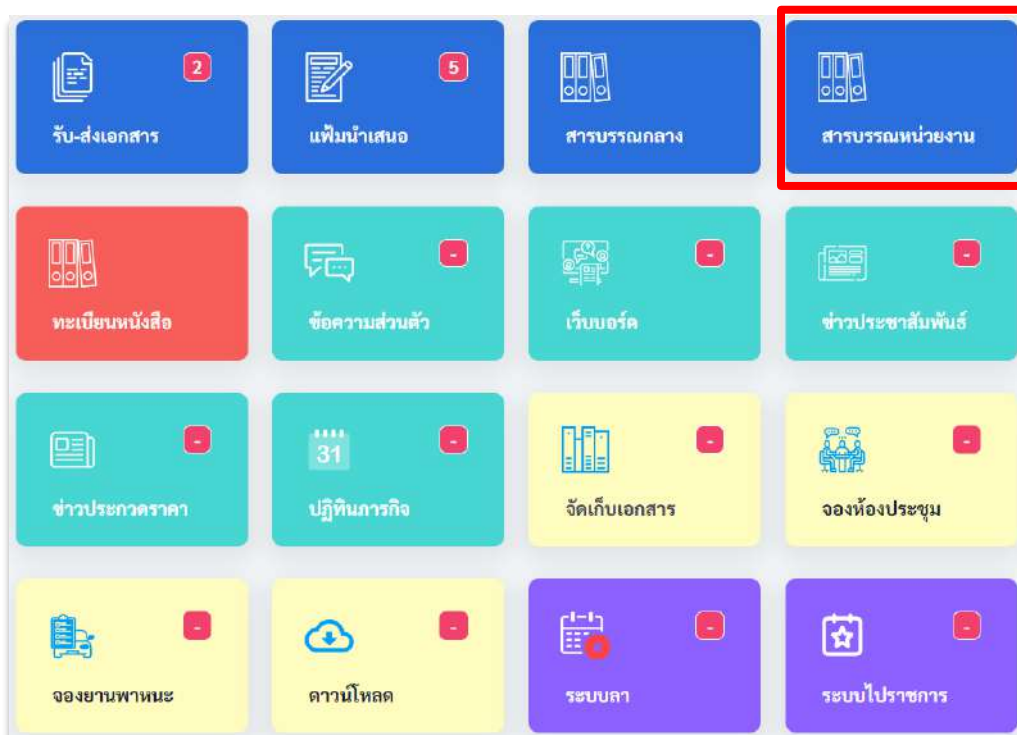 2
5
รับ-ส่งเอกสาร
แฟ้มนำเสนอ
สารบรรณกลาง
สารบรรณหน่วยงาน
-
-
-
ทะเบียนหนังสือ
ข้อความส่วนตัว
เว็บบอร์ด
ข่าวประชาสัมพันธ์
-
31
-
-
-
ข่าวประกวดราคา
ปฏิทินภารกิจ
จัดเก็บเอกสาร
จองห้องประชุม
-
-
-
-
จองยานพาหนะ
ดาวน์โหลด
ระบบลา
ระบบไปราชการ